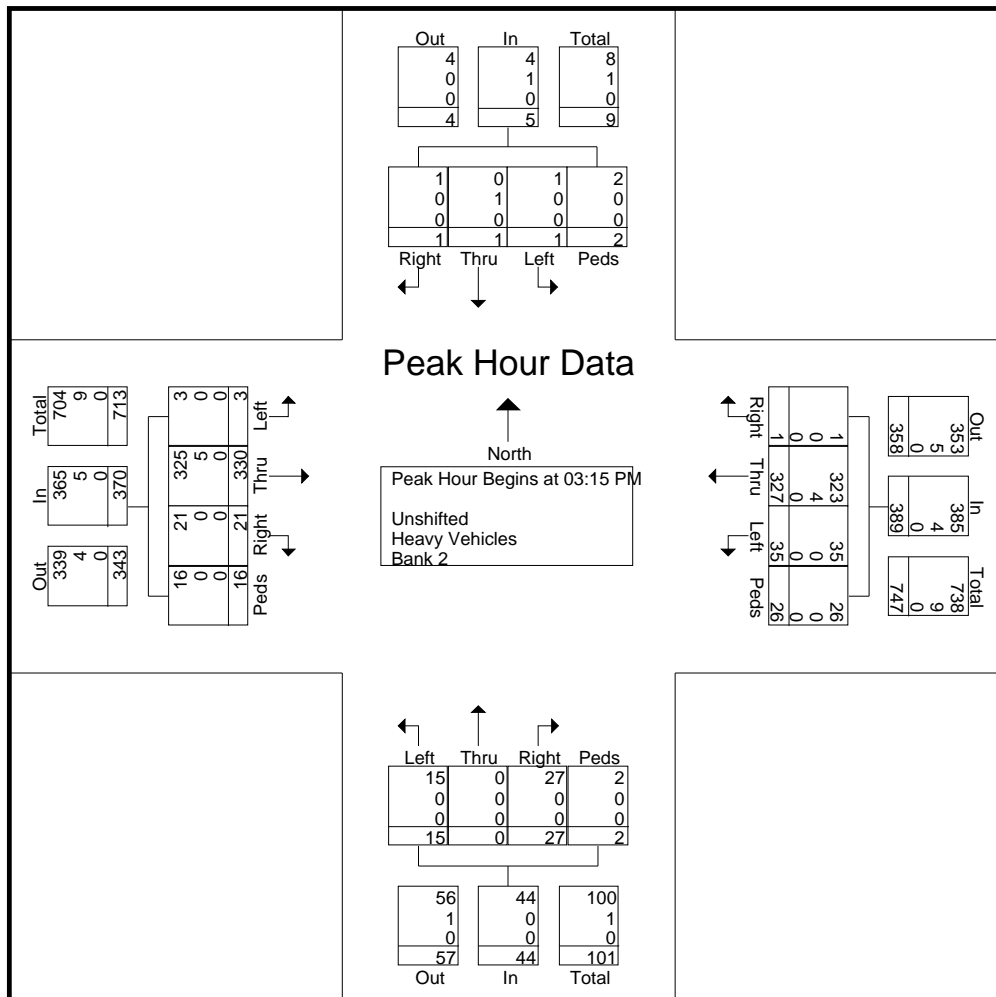 Out In Total
4 4 8
0 1 1
0 0 0
4 5 9
1 0 1 2
0 1 0 0
0 0 0 0
1 1 1 2
Right Thru Left Peds
Peak Hour Data
North
Peak Hour Begins at 03:15 PM
Unshifted
Heavy Vehicles
Bank 2
Total
704 9 0 713
In
365 5 0 370
Out
339 4 0 343
3 0 0 3
Left
325 5 0 330
Thru
21 0 0 21
Right
16 0 0 16
Peds
Right
1 0 0 1
Thru
323 4 0 327
Left
35 0 0 35
Peds
26 0 0 26
Out
353 5 0 358
In
385 4 0 389
Total
738 9 0 747
Left Thru Right Peds
15 0 27 2
0 0 0 0
0 0 0 0
15 0 27 2
56 44 100
1 0 1
0 0 0
57 44 101
Out In Total